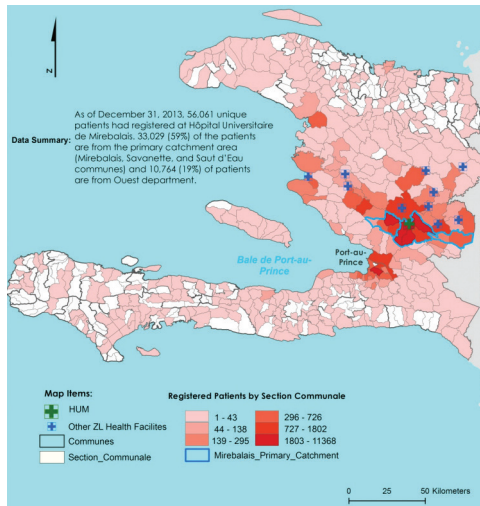 N
As of December 31, 2013, 56,061 unique
patients had registered at Hôpital Universitaire
de Mirebalais. 33,029 (59%) of the patients
Data Summary: are from the primary catchment area
(Mirebalais, Savanette, and Saut d'Eau
communes) and 10,764 (19%) of patients
are from Ouest department.
Port-au-
Prince
Baie de Port-au-
Prince
Map Items:
HUM
Other ZL Health Facilites
Communes
Section_Communale
Registered Patients by Section Communale
1 - 43
44 - 138
139 - 295
296 - 726
727 - 1802
1803 - 11368
Mirebalais_Primary_Catchment
0 25 50 Kilometers